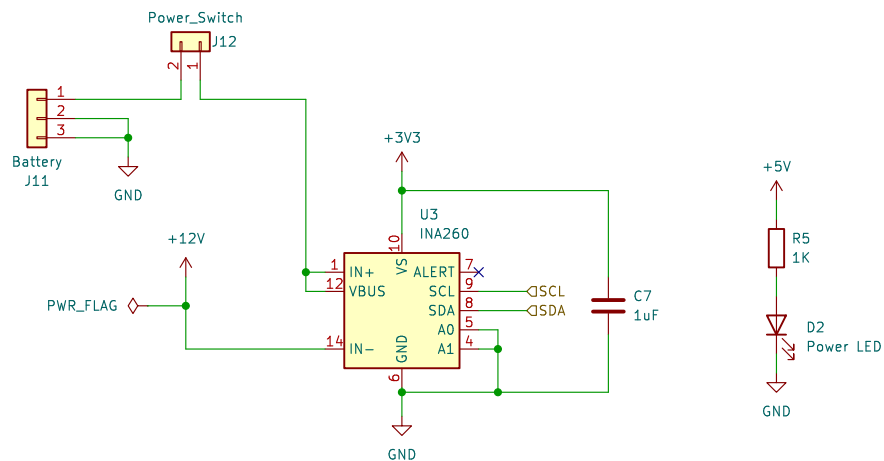 Power_Switch
J12
2
1
1
2
3
Battery
J11
GND
+3V3
+5V
+12V
U3
INA260
10
VS
1
IN+
12
VBUS
14
IN-
ALERT
7
SCL
9
SCL
SDA
8
SDA
A0
5
A1
4
GND
6
PWR_FLAG
C7
1uF
R5
1K
D2
Power LED
GND
GND